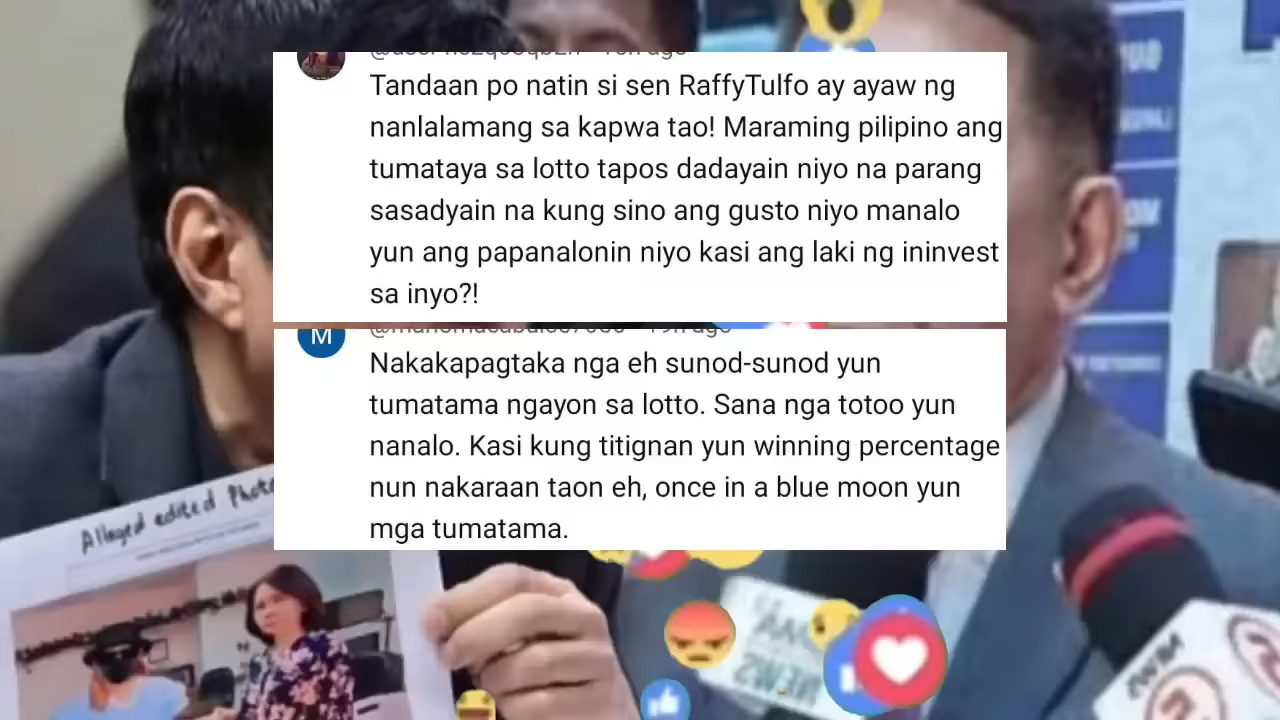 Tandaan po natin si sen RaffyTulfo ay ayaw ng
nanlalamang sa kapwa tao! Maraming pilipino ang
tumataya sa lotto tapos dadayain niyo na parang
sasadyain na kung sino ang gusto niyo manalo
yun ang papanalonin niyo kasi ang laki ng ininvest
sa inyo?!
M
Nakakapagtaka nga eh sunod-sunod yun
tumatama ngayon sa lotto. Sana nga totoo yun
nanalo. Kasi kung titignan yun winning percentage
nun nakaraan taon eh, once in a blue moon yun
mga tumatama.
Alleged edited Photo
NEWS
NEWS